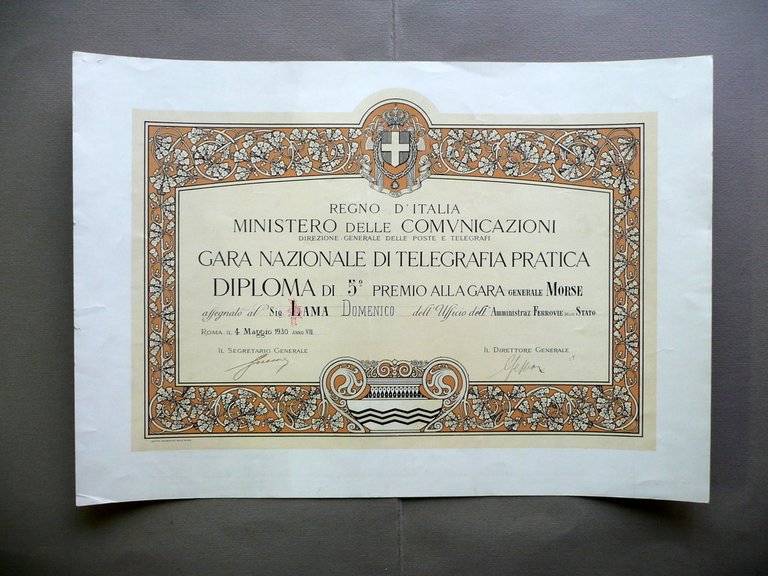 REGNO D'ITALIA
MINISTERO DELLE COMVNICAZIONI
DIREZIONE GENERALE DELLE POSTE E TELEGRAFI
GARA NAZIONALE DI TELEGRAFIA PRATICA
DIPLOMA DI 5° PREMIO ALLA GARA GENERALE MORSE
assegnato al Sig. LAMA DOMENICO dell'Ufficio dell' Amministraz FERROVIE DELLO STATO
ROMA, IL 4 Maggio 1930 ANNO VIII
IL SEGRETARIO GENERALE
IL DIRETTORE GENERALE